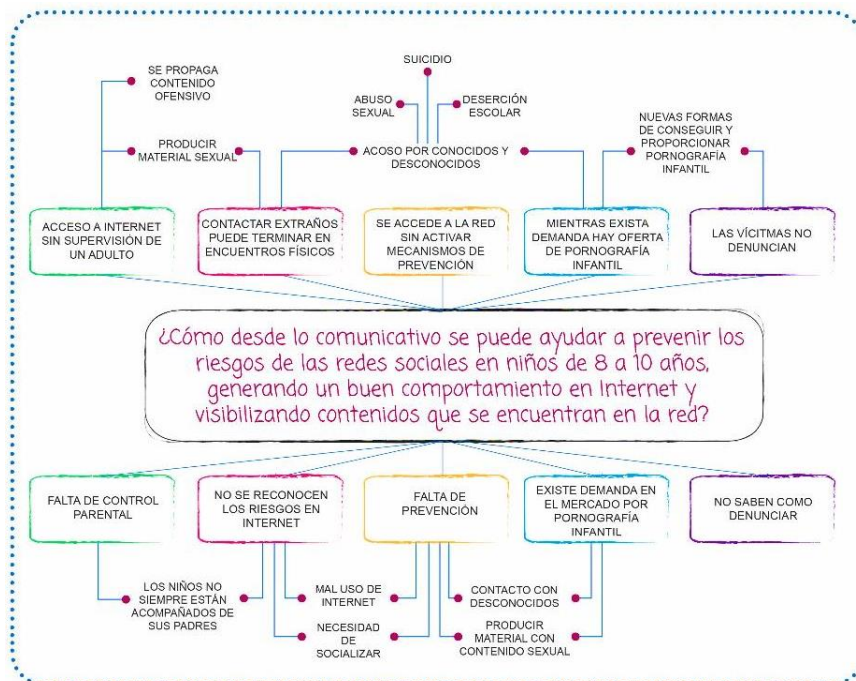 SUICIDIO
SE PROPAGA
CONTENIDO
OFENSIVO
ABUSO
SEXUAL
DESERCIÓN
ESCOLAR
NUEVAS FORMAS
DE CONSEGUIR Y
PROPORCIONAR
PORNOGRAFÍA
INFANTIL
PRODUCIR
MATERIAL SEXUAL
ACOSO POR CONOCIDOS Y
DESCONOCIDOS
ACCESO A INTERNET
SIN SUPERVISIÓN DE
UN ADULTO
CONTACTAR EXTRAÑOS
PUEDE TERMINAR EN
ENCUENTROS FÍSICOS
SE ACCEDE A LA RED
SIN ACTIVAR
MECANISMOS DE
PREVENCIÓN
MIENTRAS EXISTA
DEMANDA HAY OFERTA
DE PORNOGRAFÍA
INFANTIL
LAS VÍCITMAS NO
DENUNCIAN
¿Cómo desde lo comunicativo se puede ayudar a prevenir los
riesgos de las redes sociales en niños de 8 a 10 años,
generando un buen comportamiento en Internet y
visibilizando contenidos que se encuentran en la red?
FALTA DE CONTROL
PARENTAL
NO SE RECONOCEN
LOS RIESGOS EN
INTERNET
FALTA DE
PREVENCIÓN
EXISTE DEMANDA EN
EL MERCADO POR
PORNOGRAFÍA
INFANTIL
NO SABEN COMO
DENUNCIAR
LOS NIÑOS NO
SIEMPRE ESTÁN
ACOMPAÑADOS DE
SUS PADRES
MAL USO DE
INTERNET
CONTACTO CON
DESCONOCIDOS
NECESIDAD
DE
SOCIALIZAR
PRODUCIR
MATERIAL CON
CONTENIDO SEXUAL